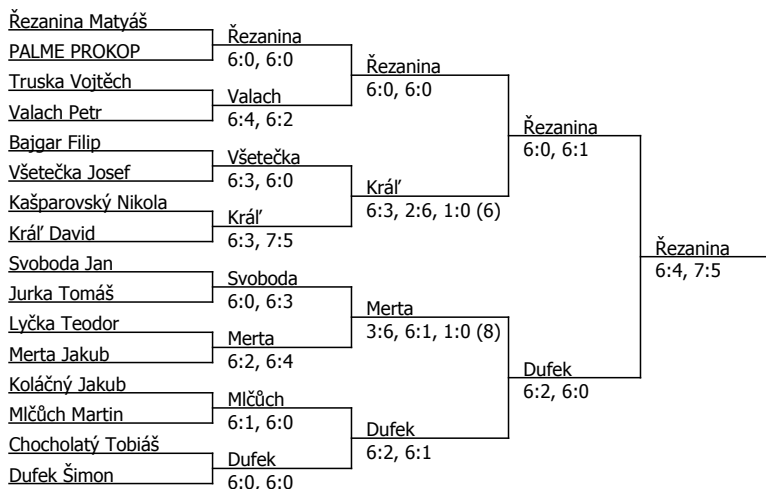 Řezanina Matyáš
PALME PROKOP
Truska Vojtěch
Valach Petr
Bajgar Filip
Všetečka Josef
Kašparovský Nikola
Kráľ David
Svoboda Jan
Jurka Tomáš
Lyčka Teodor
Merta Jakub
Koláčný Jakub
Mlčůch Martin
Chocholatý Tobiáš
Dufek Šimon
Řezanina
6:0, 6:0
Valach
6:4, 6:2
Všetečka
6:3, 6:0
Kráľ
6:3, 7:5
Svoboda
6:0, 6:3
Merta
6:2, 6:4
Mlčůch
6:1, 6:0
Dufek
6:0, 6:0
Řezanina
6:0, 6:0
Kráľ
6:3, 2:6, 1:0 (6)
Merta
3:6, 6:1, 1:0 (8)
Dufek
6:2, 6:1
Řezanina
6:0, 6:1
Dufek
6:2, 6:0
Řezanina
6:4, 7:5